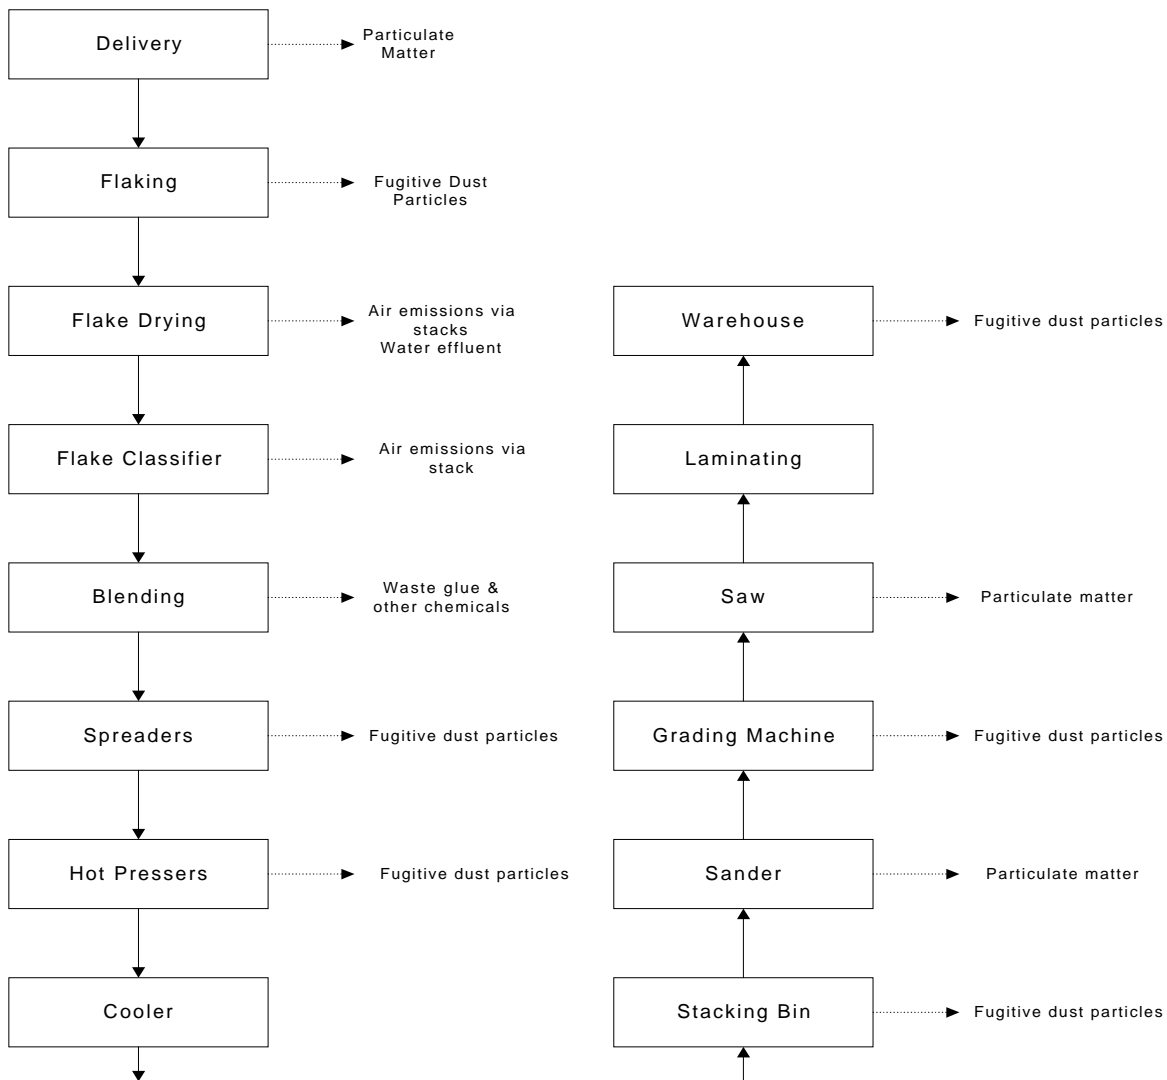 Delivery
Particulate
Matter
Flaking
Fugitive Dust
Particles
Flake Drying
Air emissions via
stacks
Water effluent
Flake Classifier
Air emissions via
stack
Blending
Waste glue &
other chemicals
Spreaders
Fugitive dust particles
Hot Pressers
Fugitive dust particles
Cooler
Warehouse
Fugitive dust particles
Laminating
Saw
Particulate matter
Grading Machine
Fugitive dust particles
Sander
Particulate matter
Stacking Bin
Fugitive dust particles